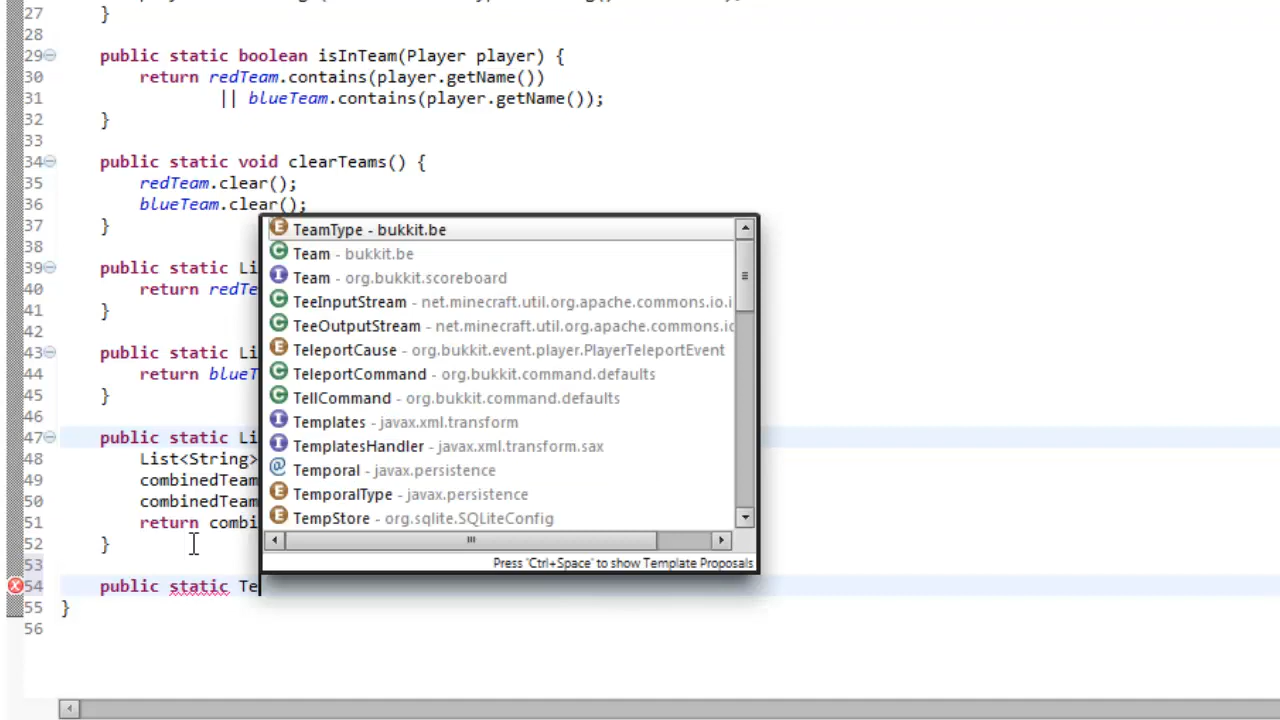 27 }
28
29 public static boolean isInTeam(Player player) {
30 return redTeam.contains(player.getName())
31 || blueTeam.contains(player.getName());
32 }
33
34 public static void clearTeams() {
35 redTeam.clear();
36 blueTeam.clear();
37 }
38
39 public static Li
40 return redTe
41 }
42
43 public static Li
44 return blueT
45 }
46
47 public static Li
48 List<String>
49 combinedTeam
50 combinedTeam
51 return combi
52 }
53
54 public static Te
55 }
56
TeamType - bukkit.be
Team - bukkit.be
Team - org.bukkit.scoreboard
TeeInputStream - net.minecraft.util.org.apache.commons.io.i
TeeOutputStream - net.minecraft.util.org.apache.commons.io
TeleportCause - org.bukkit.event.player.PlayerTeleportEvent
TeleportCommand - org.bukkit.command.defaults
TellCommand - org.bukkit.command.defaults
Templates - javax.xml.transform
TemplatesHandler - javax.xml.transform.sax
Temporal - javax.persistence
TemporalType - javax.persistence
TempStore - org.sqlite.SQLiteConfig
Press 'Ctrl+Space' to show Template Proposals